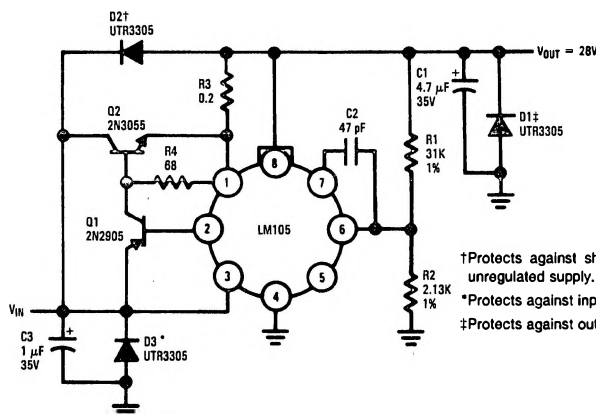 D2†
UTR3305
V_OUT = 28V
R3
0.2
C1
4.7 μF
35V
D1‡
UTR3305
Q2
2N3055
C2
47 pF
R4
68
R1
31K
1%
1
8
7
Q1
2N2905
2
LM105
6
3
4
5
R2
2.13K
1%
†Protects against sh
unregulated supply.
*Protects against inp
‡Protects against out
V_IN
C3
1 μF
35V
+
+
D3*
UTR3305